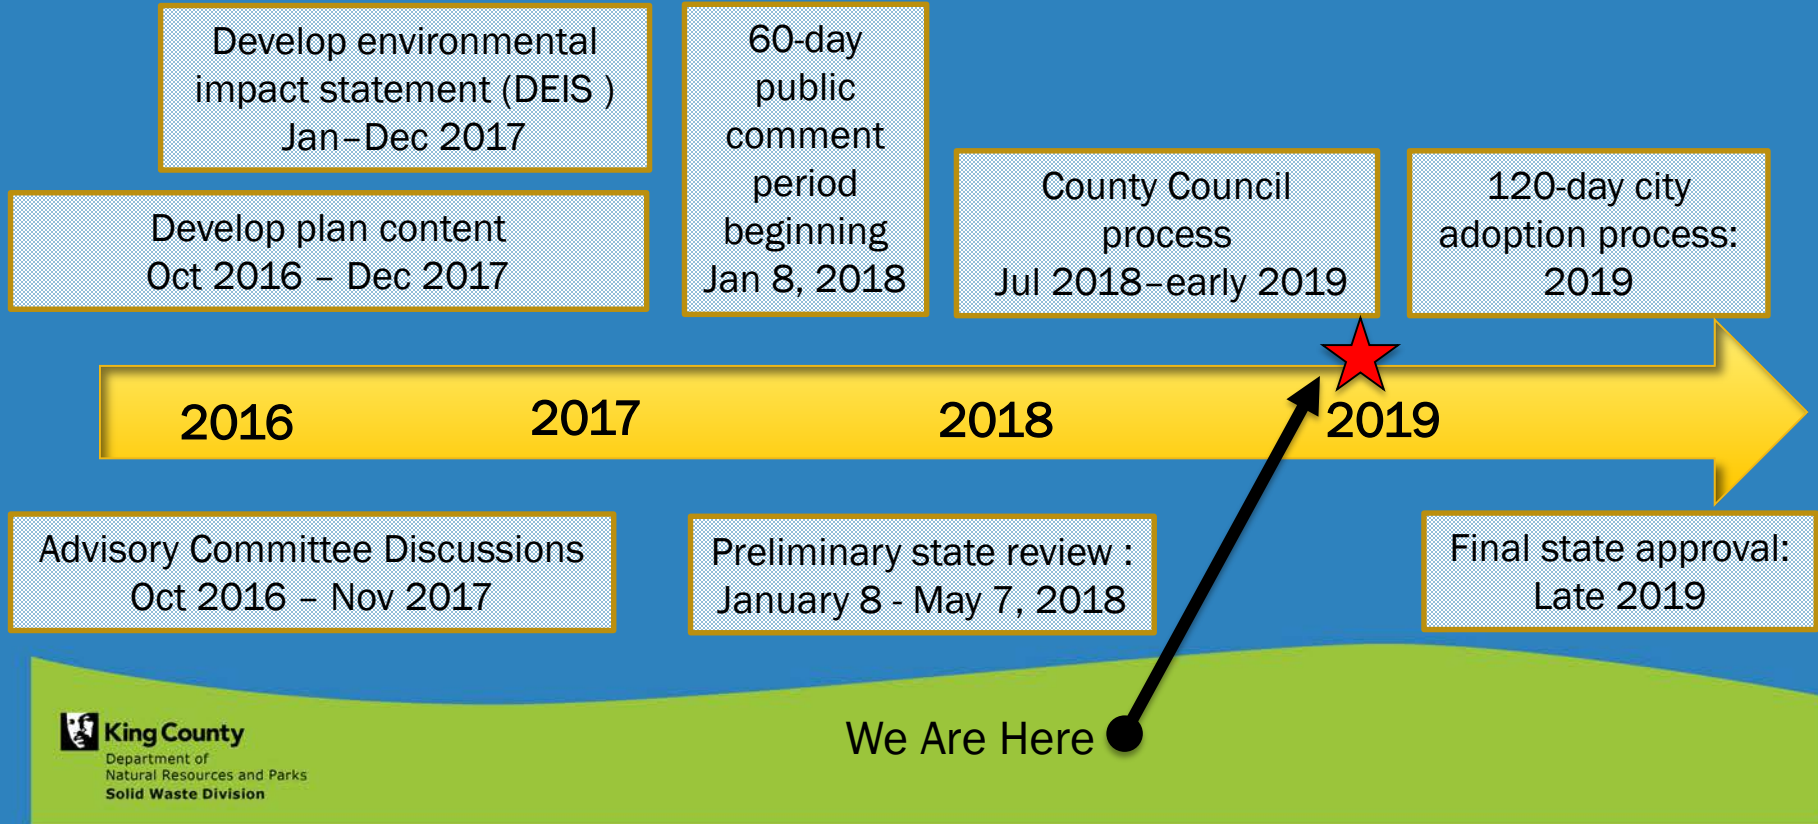 Develop environmental
impact statement (DEIS )
Jan–Dec 2017
60-day
public
comment
period
beginning
Jan 8, 2018
Develop plan content
Oct 2016 – Dec 2017
County Council
process
Jul 2018–early 2019
120-day city
adoption process:
2019
2016
2017
2018
2019
Advisory Committee Discussions
Oct 2016 – Nov 2017
Preliminary state review :
January 8 - May 7, 2018
Final state approval:
Late 2019
We Are Here
King County
Department of
Natural Resources and Parks
Solid Waste Division